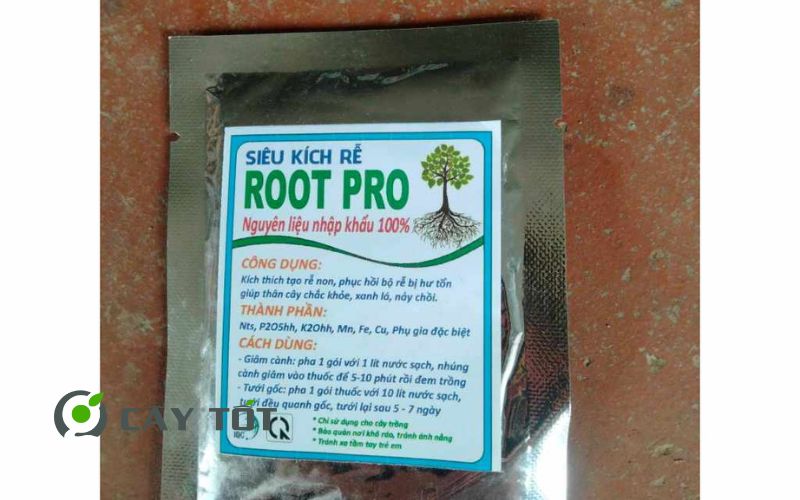 SIÊU KÍCH RỄ
ROOT PRO
Nguyên liệu nhập khẩu 100%
CÔNG DỤNG:
Kích thích tạo rễ non, phục hồi bộ rễ bị hư tổn
giúp thân cây chắc khỏe, xanh lá, nảy chồi.
THÀNH PHẦN:
Nts, P2O5hh, K2Ohh, Mn, Fe, Cu, Phụ gia đặc biệt
CÁCH DÙNG:
- Giâm cành: pha 1 gói với 1 lít nước sạch, nhúng
cành giâm vào thuốc để 5-10 phút rồi đem trồng
- Tưới gốc: pha 1 gói thuốc với 10 lít nước sạch,
tưới đều quanh gốc, tưới lại sau 5 - 7 ngày
* Chỉ sử dụng cho cây trồng
* Bảo quản nơi khô ráo, tránh ánh nắng
* Tránh xa tầm tay trẻ em
CAY TỐT